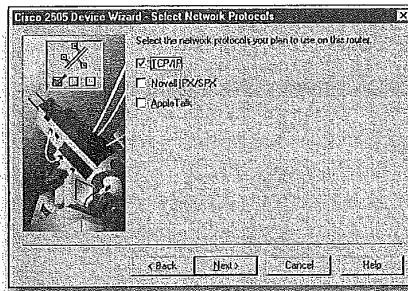 Cisco 2505 Device Wizard - Select Network Protocols
Select the network protocols you plan to use on this router.
TCP/IP
Novell IPX/SPX
AppleTalk
< Back
Next >
Cancel
Help